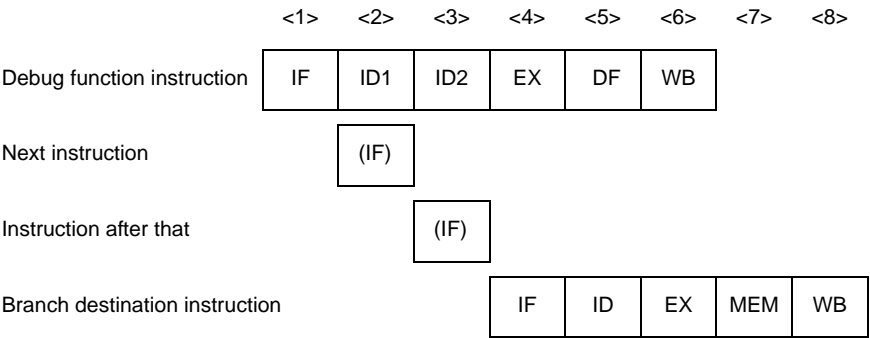 <1> <2> <3> <4> <5> <6> <7> <8>
Debug function instruction IF ID1 ID2 EX DF WB
Next instruction (IF)
Instruction after that (IF)
Branch destination instruction IF ID EX MEM WB